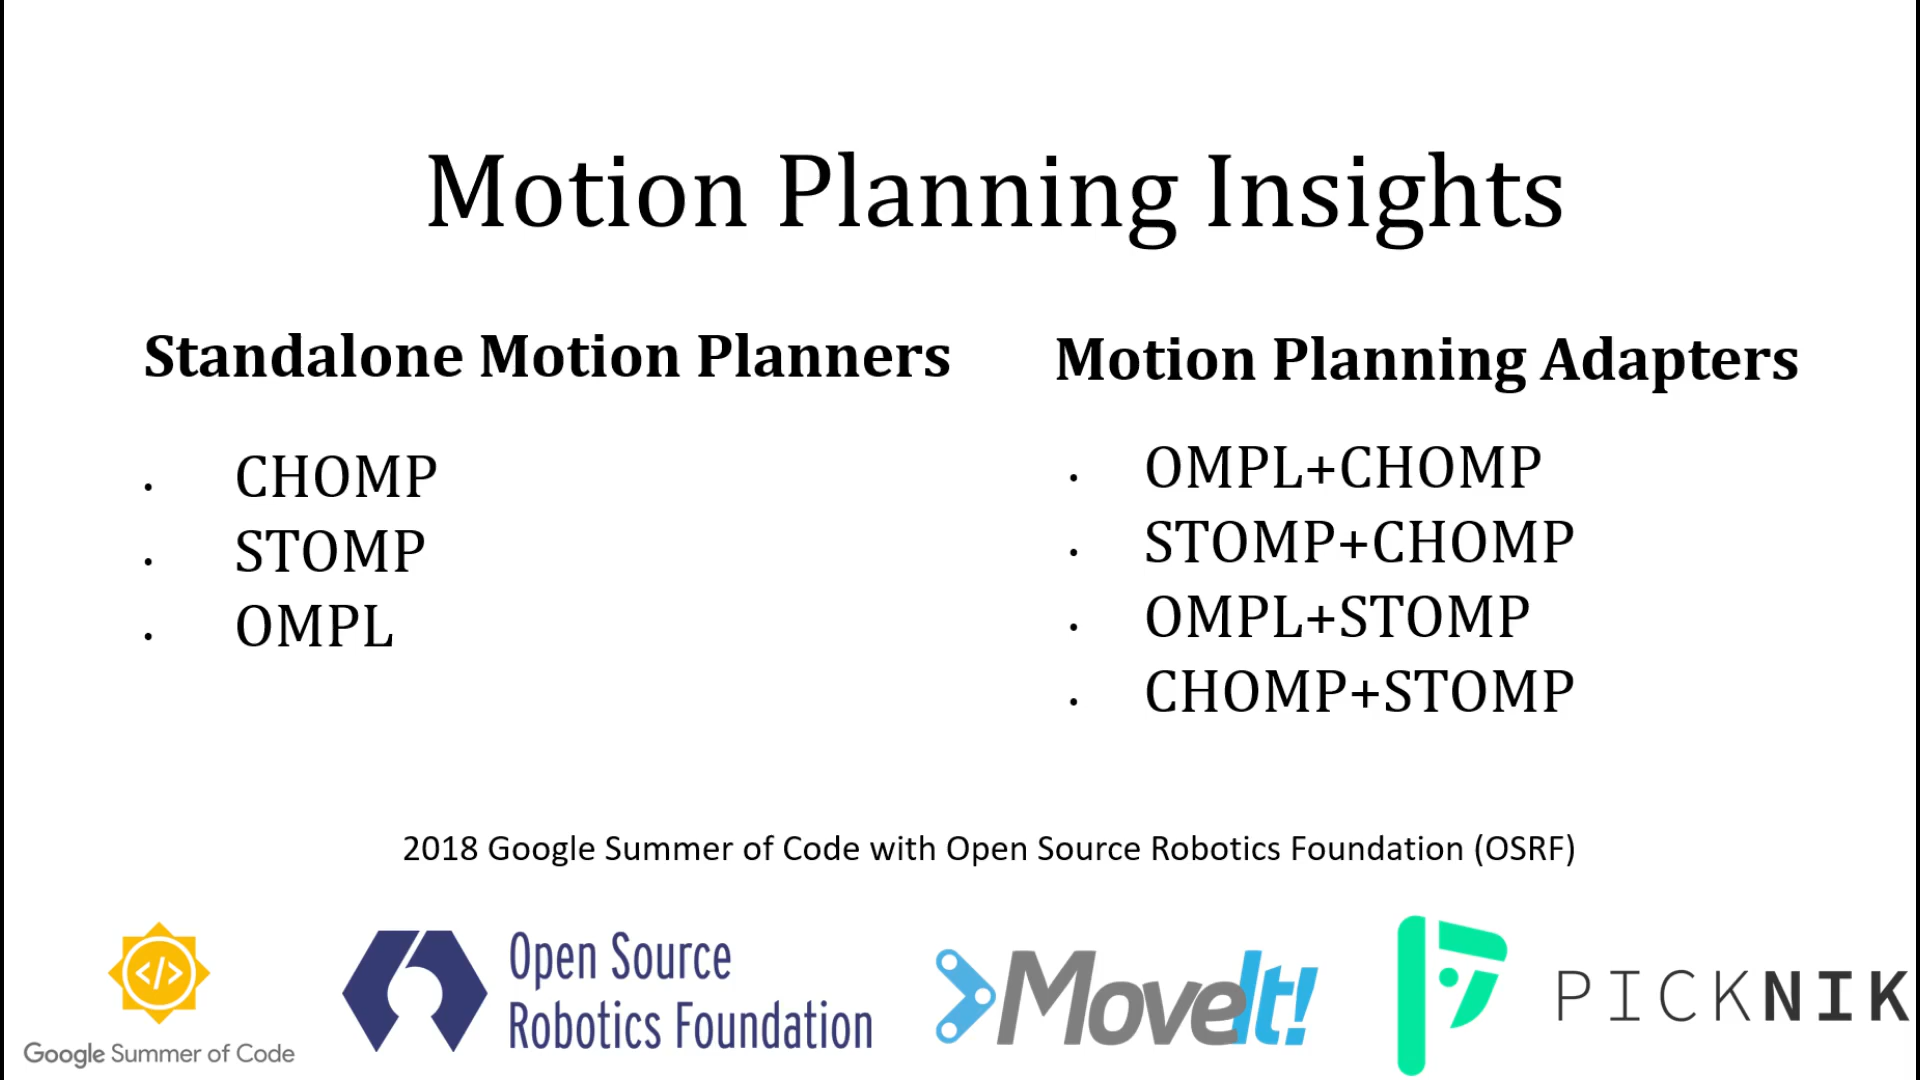 Motion Planning Insights
Standalone Motion Planners
· CHOMP
· STOMP
· OMPL
Motion Planning Adapters
· OMPL+CHOMP
· STOMP+CHOMP
· OMPL+STOMP
· CHOMP+STOMP
2018 Google Summer of Code with Open Source Robotics Foundation (OSRF)
</>
Google Summer of Code
Open Source
Robotics Foundation
MoveIt!
PICKNIK